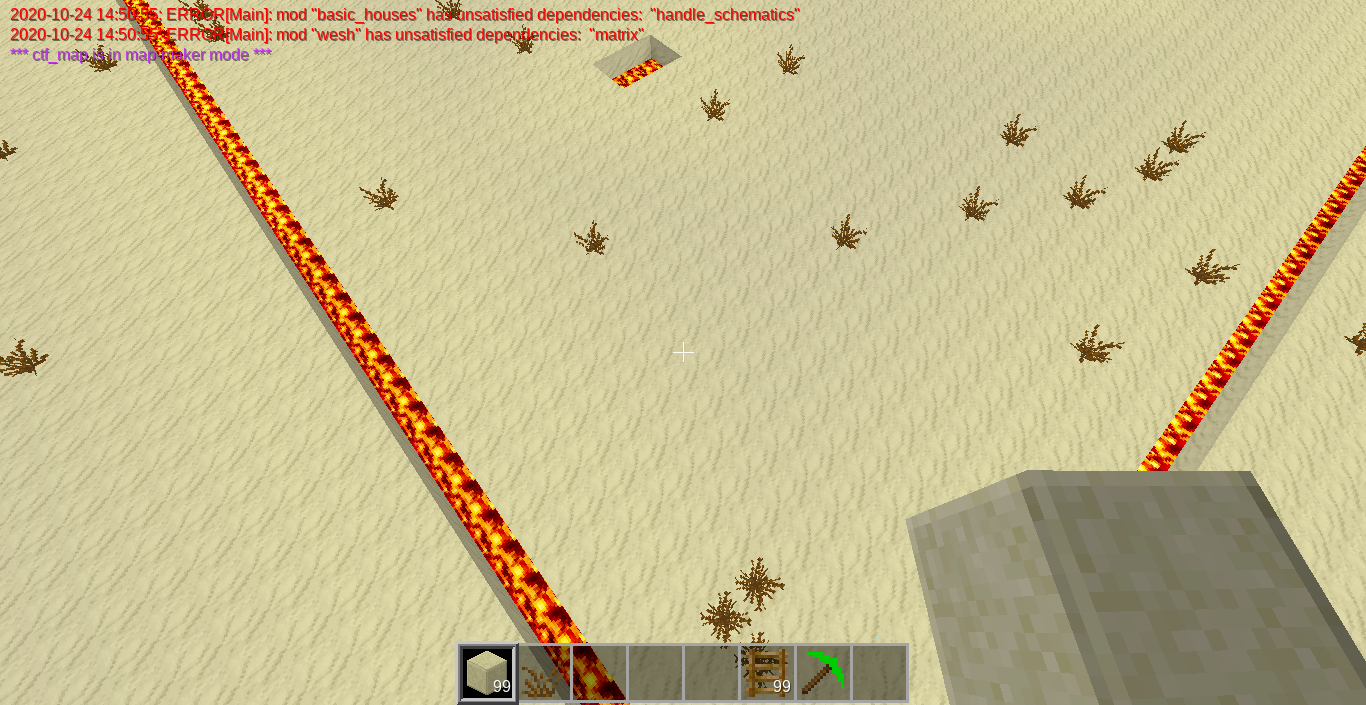 2020-10-24 14:50:55: ERROR[Main]: mod "basic_houses" has unsatisfied dependencies: "handle_schematics"
2020-10-24 14:50:55: ERROR[Main]: mod "wesh" has unsatisfied dependencies: "matrix"
*** ctf_map is in map maker mode ***
99 99